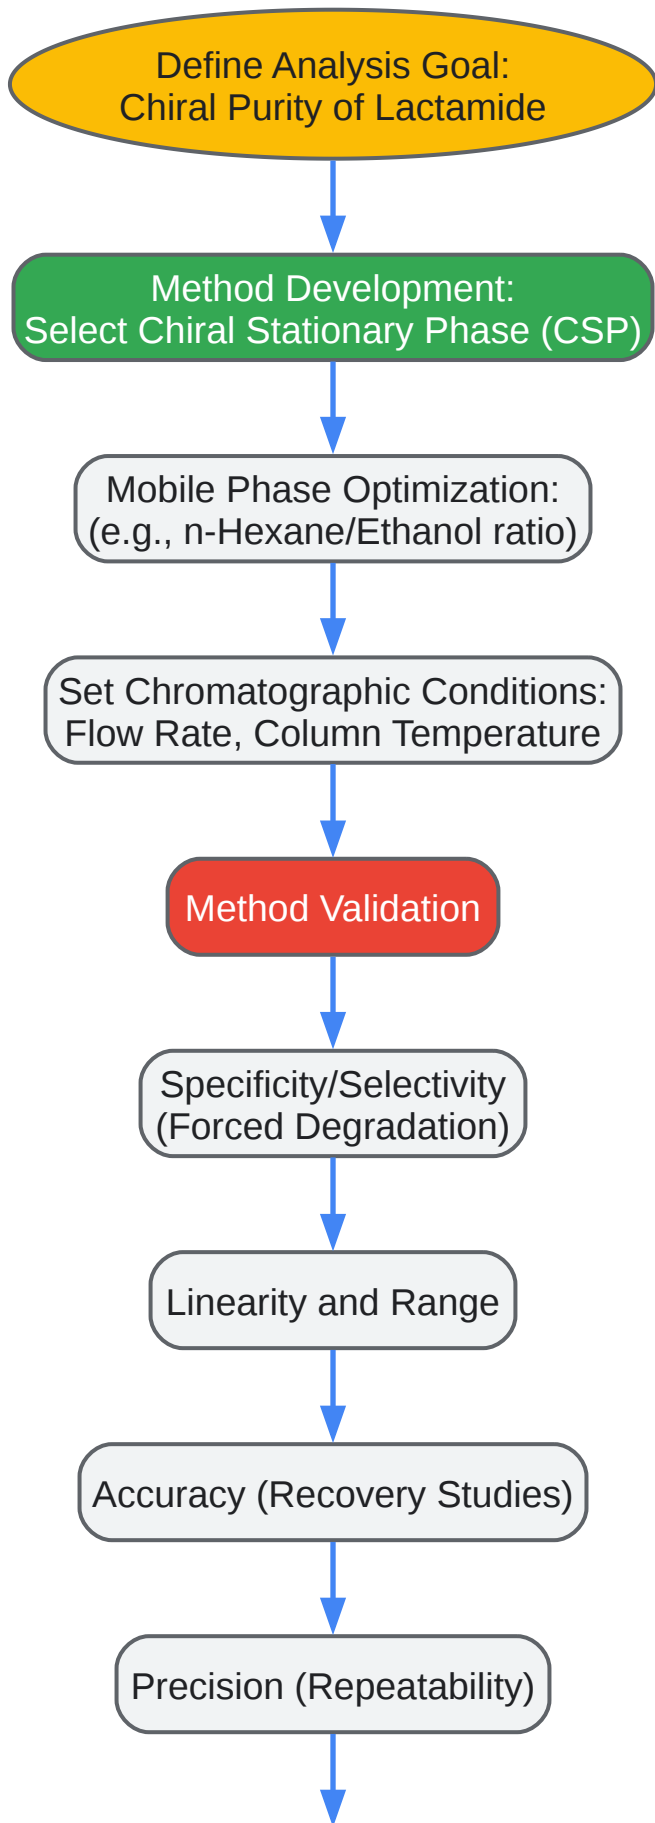 Define Analysis Goal:
Chiral Purity of Lactamide
Method Development:
Select Chiral Stationary Phase (CSP)
Mobile Phase Optimization:
(e.g., n-Hexane/Ethanol ratio)
Set Chromatographic Conditions:
Flow Rate, Column Temperature
Method Validation
Specificity/Selectivity
(Forced Degradation)
Linearity and Range
Accuracy (Recovery Studies)
Precision (Repeatability)